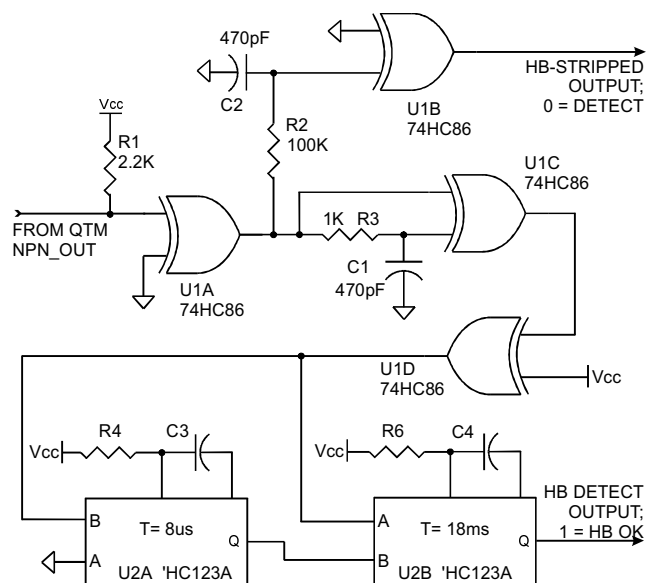 470pF
C2
U1B
74HC86
HB-STRIPPED
OUTPUT;
0 = DETECT
Vcc
R1
2.2K
R2
100K
U1C
74HC86
FROM QTM
NPN_OUT
U1A
74HC86
1K R3
C1
470pF
U1D
74HC86
Vcc
R4
C3
Vcc
R6
C4
Vcc
B
T= 8us
Q
A
U2A 'HC123A
A
T= 18ms
Q
B
U2B 'HC123A
HB DETECT
OUTPUT;
1 = HB OK